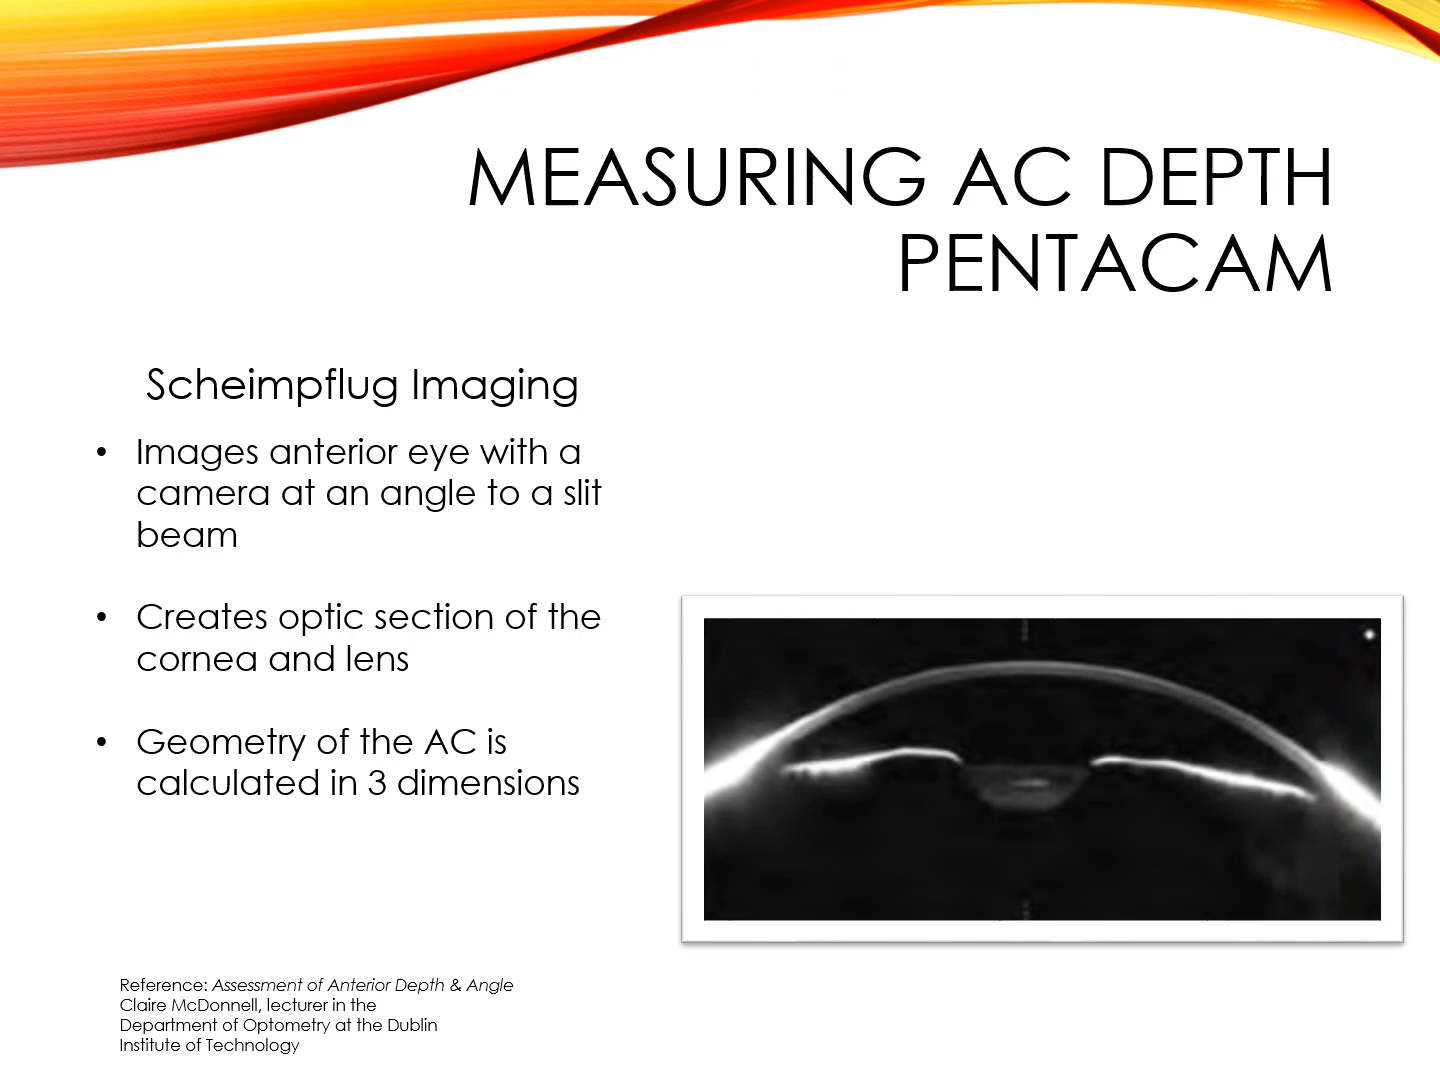 MEASURING AC DEPTH
PENTACAM
Scheimpflug Imaging
• Images anterior eye with a
camera at an angle to a slit
beam
• Creates optic section of the
cornea and lens
• Geometry of the AC is
calculated in 3 dimensions
Reference: Assessment of Anterior Depth & Angle
Claire McDonnell, lecturer in the
Department of Optometry at the Dublin
Institute of Technology